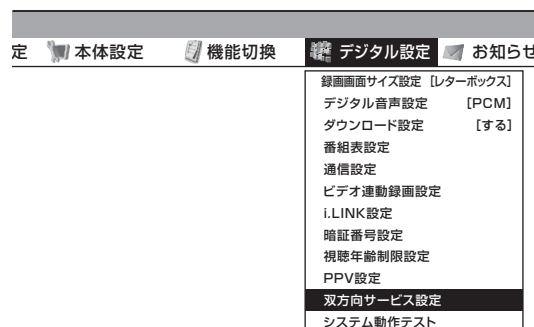 定 本体設定 機能切換 デジタル設定 お知らせ
録画画面サイズ設定 [レターボックス]
デジタル音声設定 [PCM]
ダウンロード設定 [する]
番組表設定
通信設定
ビデオ連動録画設定
i.LINK設定
暗証番号設定
視聴年齢制限設定
PPV設定
双方向サービス設定
システム動作テスト